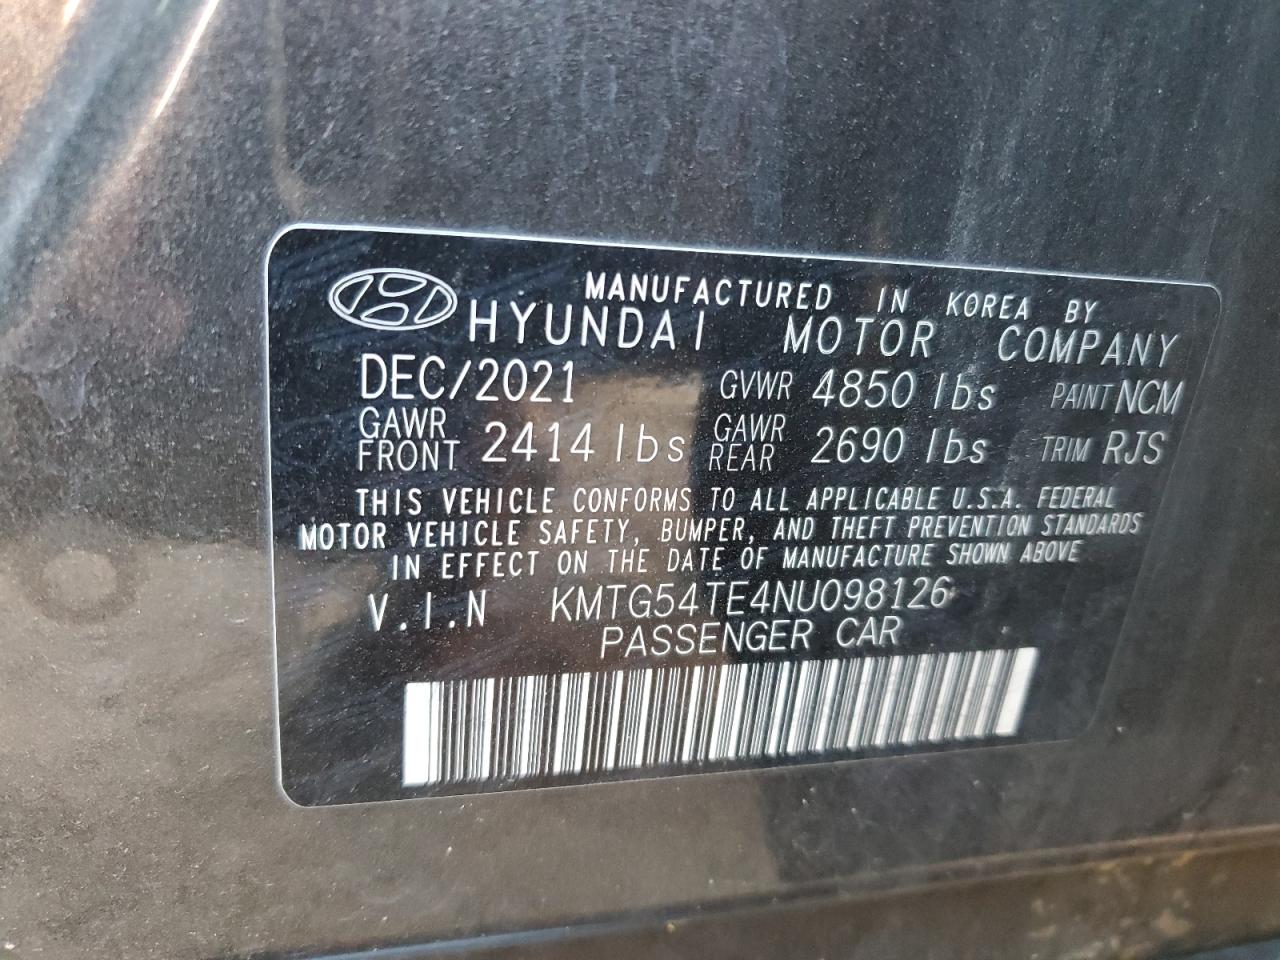 MANUFACTURED IN KOREA BY
HYUNDAI MOTOR COMPANY
DEC/2021 GVWR 4850 lbs PAINT NCM
GAWR FRONT 2414 lbs GAWR REAR 2690 lbs TRIM RJS
THIS VEHICLE CONFORMS TO ALL APPLICABLE U.S.A. FEDERAL
MOTOR VEHICLE SAFETY, BUMPER, AND THEFT PREVENTION STANDARDS
IN EFFECT ON THE DATE OF MANUFACTURE SHOWN ABOVE
V.I.N KMTG54TE4NU098126
PASSENGER CAR